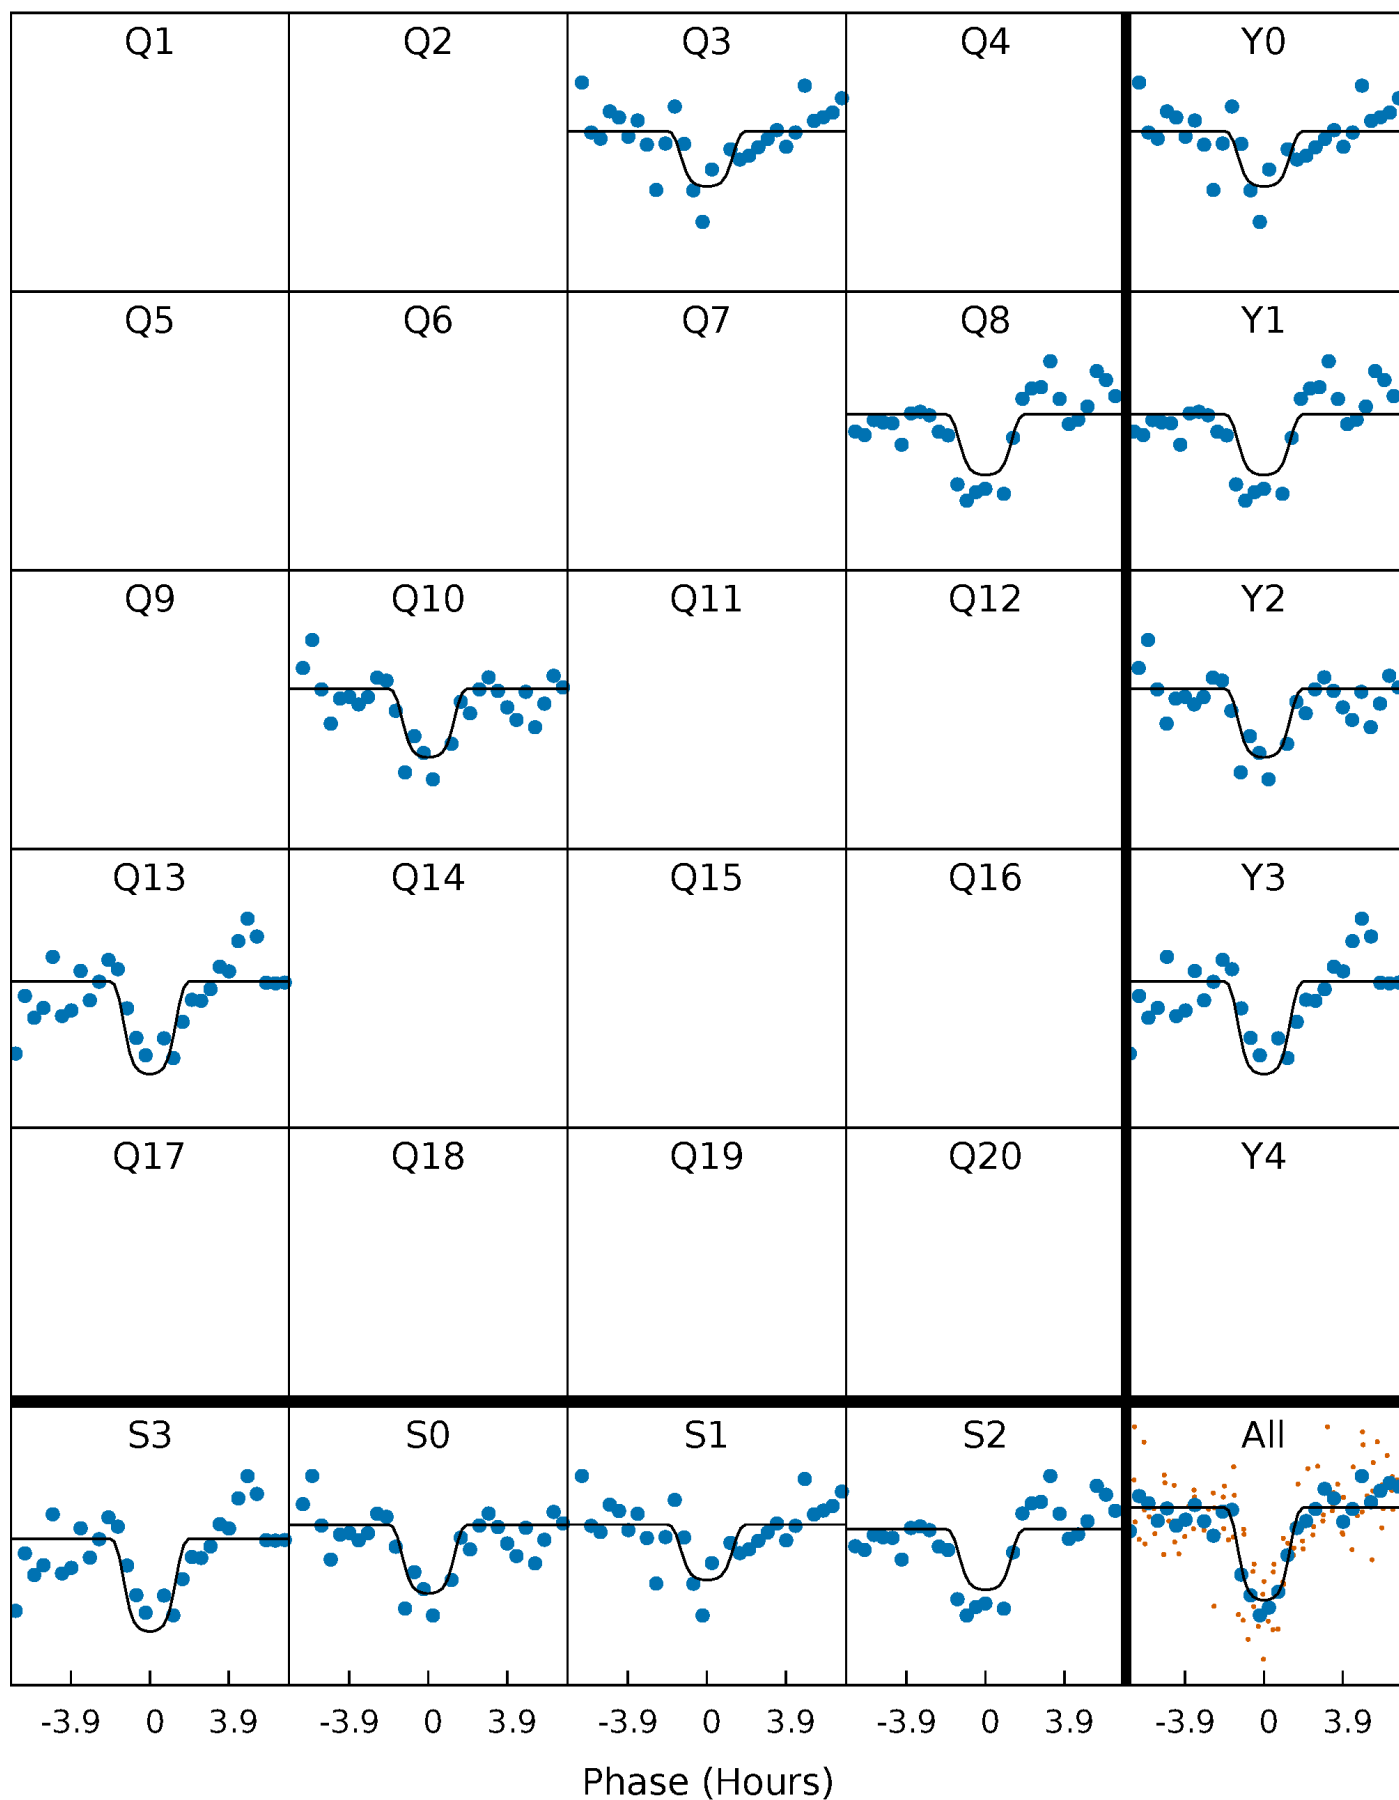 Q1 Q2 Q3 Q4 Y0
Q5 Q6 Q7 Q8 Y1
Q9 Q10 Q11 Q12 Y2
Q13 Q14 Q15 Q16 Y3
Q17 Q18 Q19 Q20 Y4
S3 S0 S1 S2 All
-3.9 0 3.9 -3.9 0 3.9 -3.9 0 3.9 -3.9 0 3.9 -3.9 0 3.9
Phase (Hours)